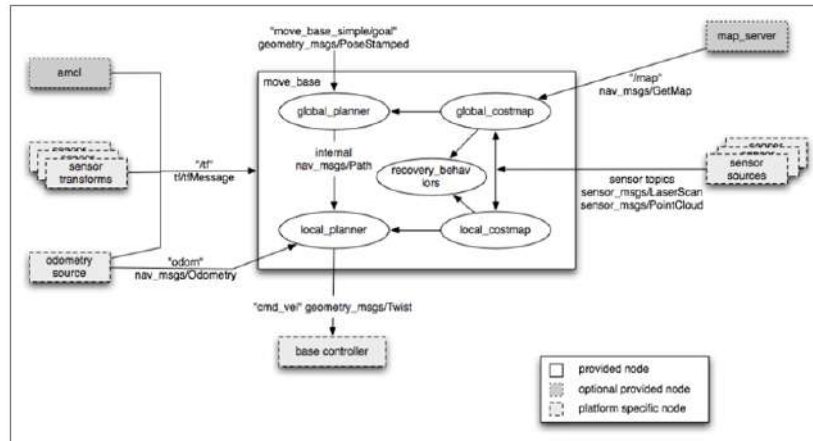 "move_base_simple/goal"
geometry_msgs/PoseStamped
map_server
amcl
move_base
"/map"
nav_msgs/GetMap
global_planner
global_costmap
"/tf"
tf/tfMessage
internal
nav_msgs/Path
sensor
sensor
transforms
recovery_behav
iors
sensor topics
sensor_msgs/LaserScan
sensor_msgs/PointCloud
sensor
sensor
sources
local_planner
local_costmap
odometry
source
"odom"
nav_msgs/Odometry
"cmd_vel" geometry_msgs/Twist
base controller
provided node
optional provided node
platform specific node